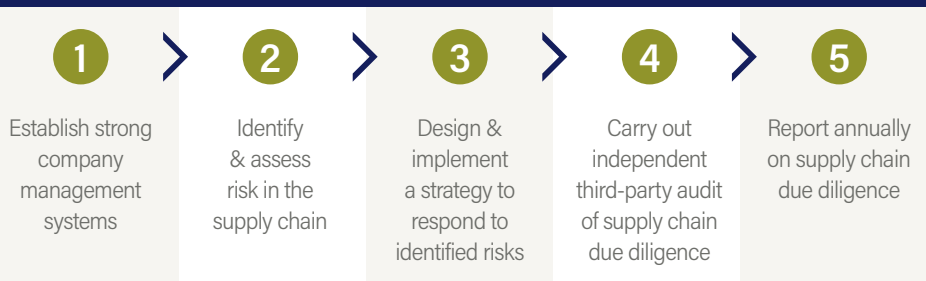 1
Establish strong
company
management
systems
2
Identify
& assess
risk in the
supply chain
3
Design &
implement
a strategy to
respond to
identified risks
4
Carry out
independent
third-party audit
of supply chain
due diligence
5
Report annually
on supply chain
due diligence